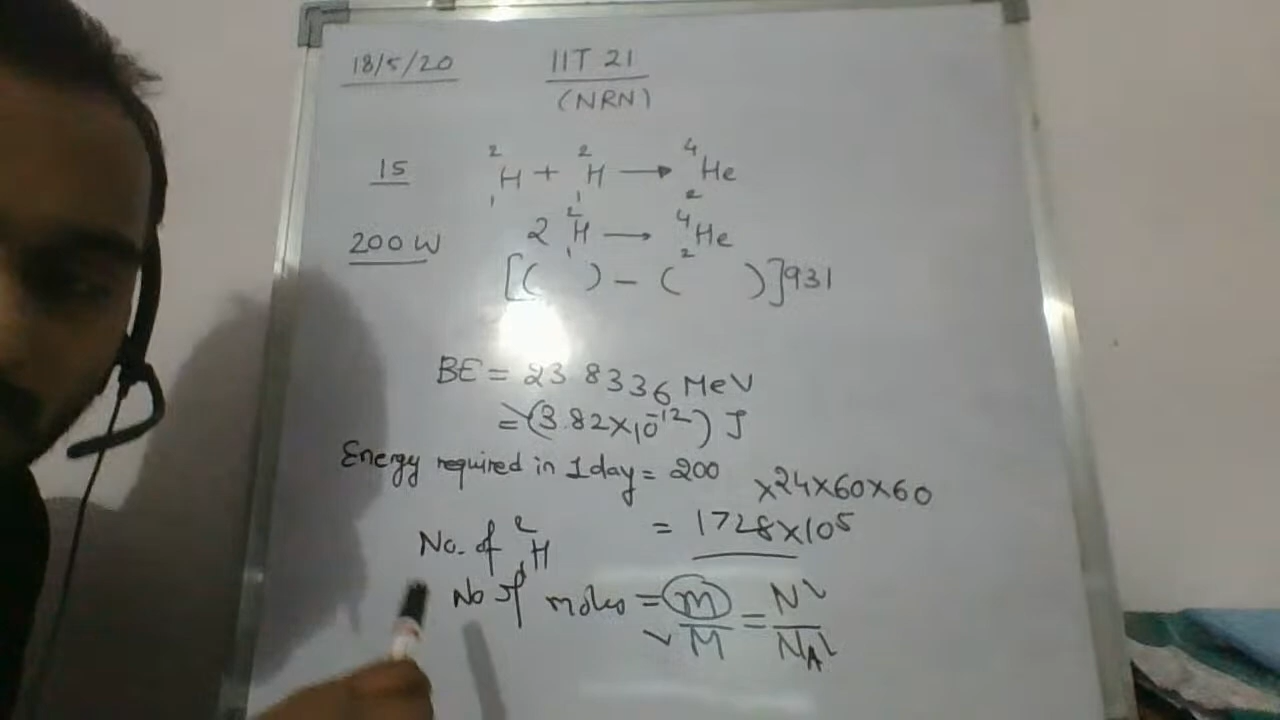 18/5/20
IIT 21
(NRN)
15 ²₁H + ²₁H ⟶ ⁴₂He
200 W 2 ²₁H ⟶ ⁴₂He
[( ) – ( )]931
BE = 23 8336 MeV
= (3.82×10⁻¹²) J
Energy required in 1day = 200 ×24×60×60
= 1728×10⁵
No. of ²₁H
No of moles = m/M = N/N_A